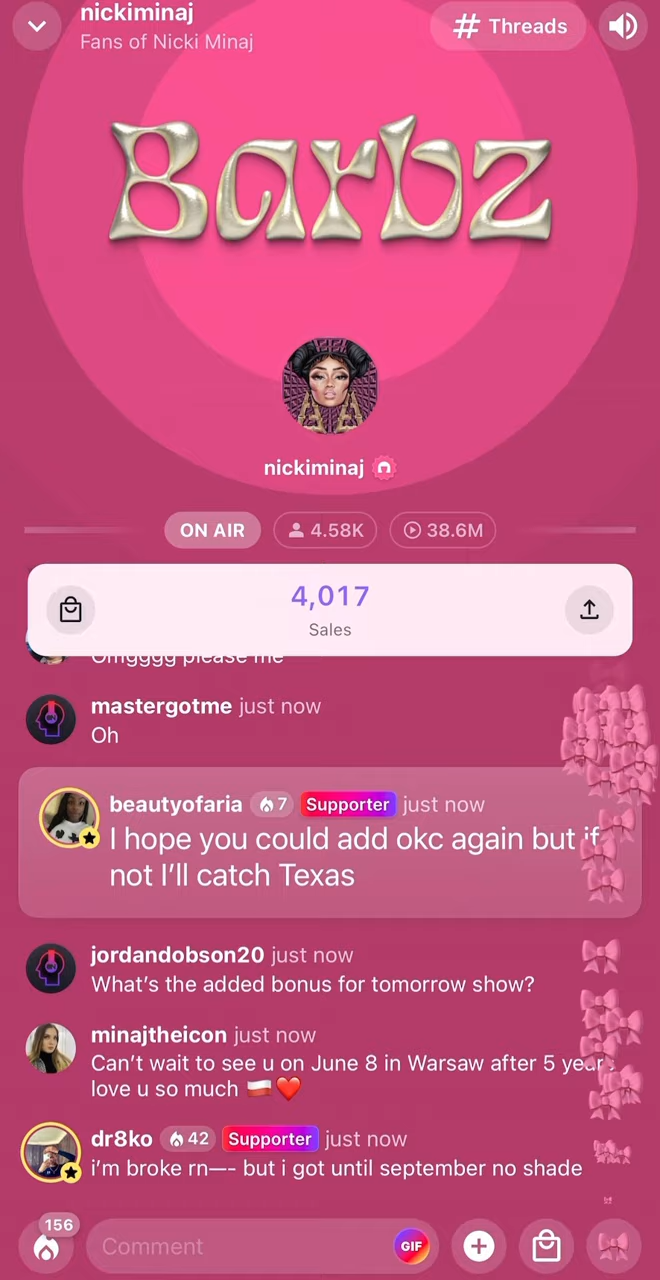 nickiminaj
Fans of Nicki Minaj
# Threads
Barbz
nickiminaj
ON AIR
4.58K
38.6M
4,017
Sales
Omgggg please me
mastergotme just now
Oh
beautyofaria 7 Supporter just now
I hope you could add okc again but if
not I’ll catch Texas
jordandobson20 just now
What’s the added bonus for tomorrow show?
minajtheicon just now
Can’t wait to see u on June 8 in Warsaw after 5 years
love u so much 🇵🇱❤️
dr8ko 42 Supporter just now
i’m broke rn—- but i got until september no shade
156
Comment
GIF